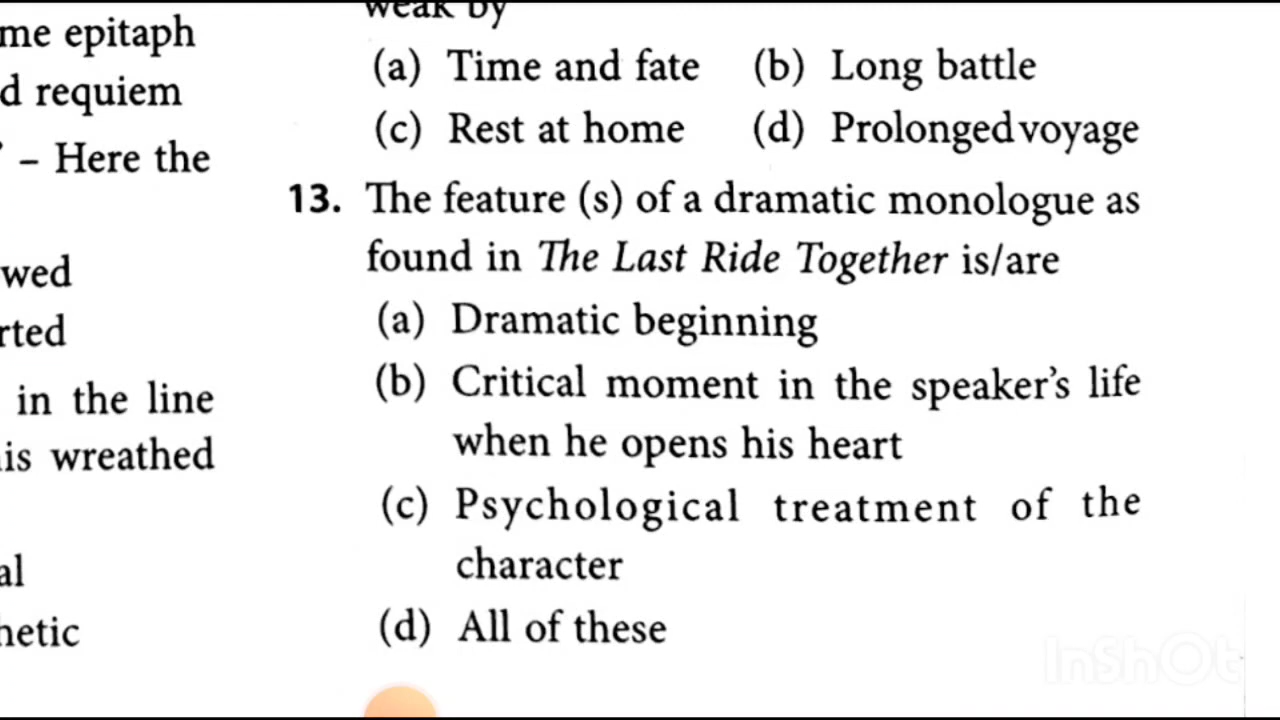 me epitaph
d requiem
– Here the
wed
rted
in the line
is wreathed
al
hetic
weak by
(a) Time and fate (b) Long battle
(c) Rest at home (d) Prolonged voyage
13. The feature (s) of a dramatic monologue as
found in The Last Ride Together is/are
(a) Dramatic beginning
(b) Critical moment in the speaker's life
when he opens his heart
(c) Psychological treatment of the
character
(d) All of these
InShOt